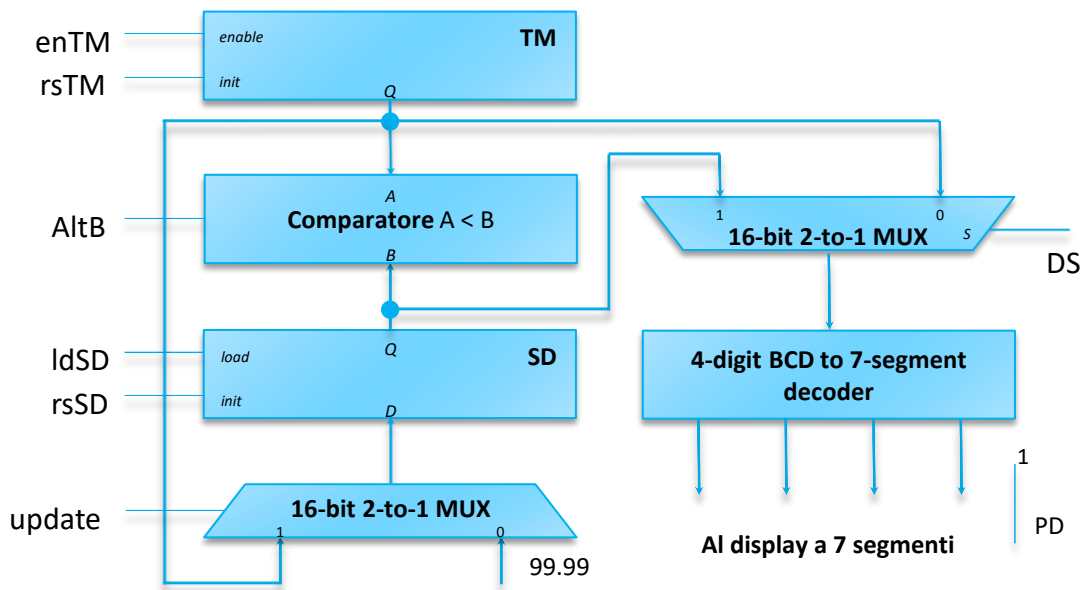 enTM
enable
TM
rsTM
init
Q
A
1
0
Comparatore A < B
AltB
16-bit 2-to-1 MUX
S
B
DS
Q
ldSD
load
SD
4-digit BCD to 7-segment
decoder
rsSD
init
D
1
16-bit 2-to-1 MUX
update
PD
1
0
Al display a 7 segmenti
99.99